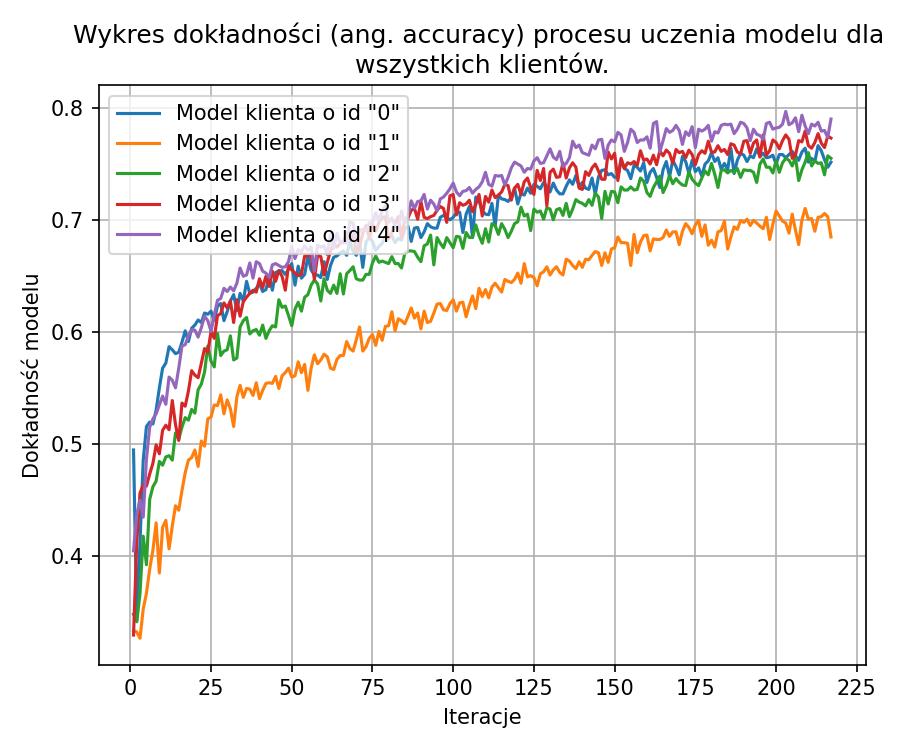 Wykres dokładności (ang. accuracy) procesu uczenia modelu dla
wszystkich klientów.
Model klienta o id "0"
Model klienta o id "1"
Model klienta o id "2"
Model klienta o id "3"
Model klienta o id "4"
0.8
0.7
0.6
0.5
0.4
Dokładność modelu
0 25 50 75 100 125 150 175 200 225
Iteracje